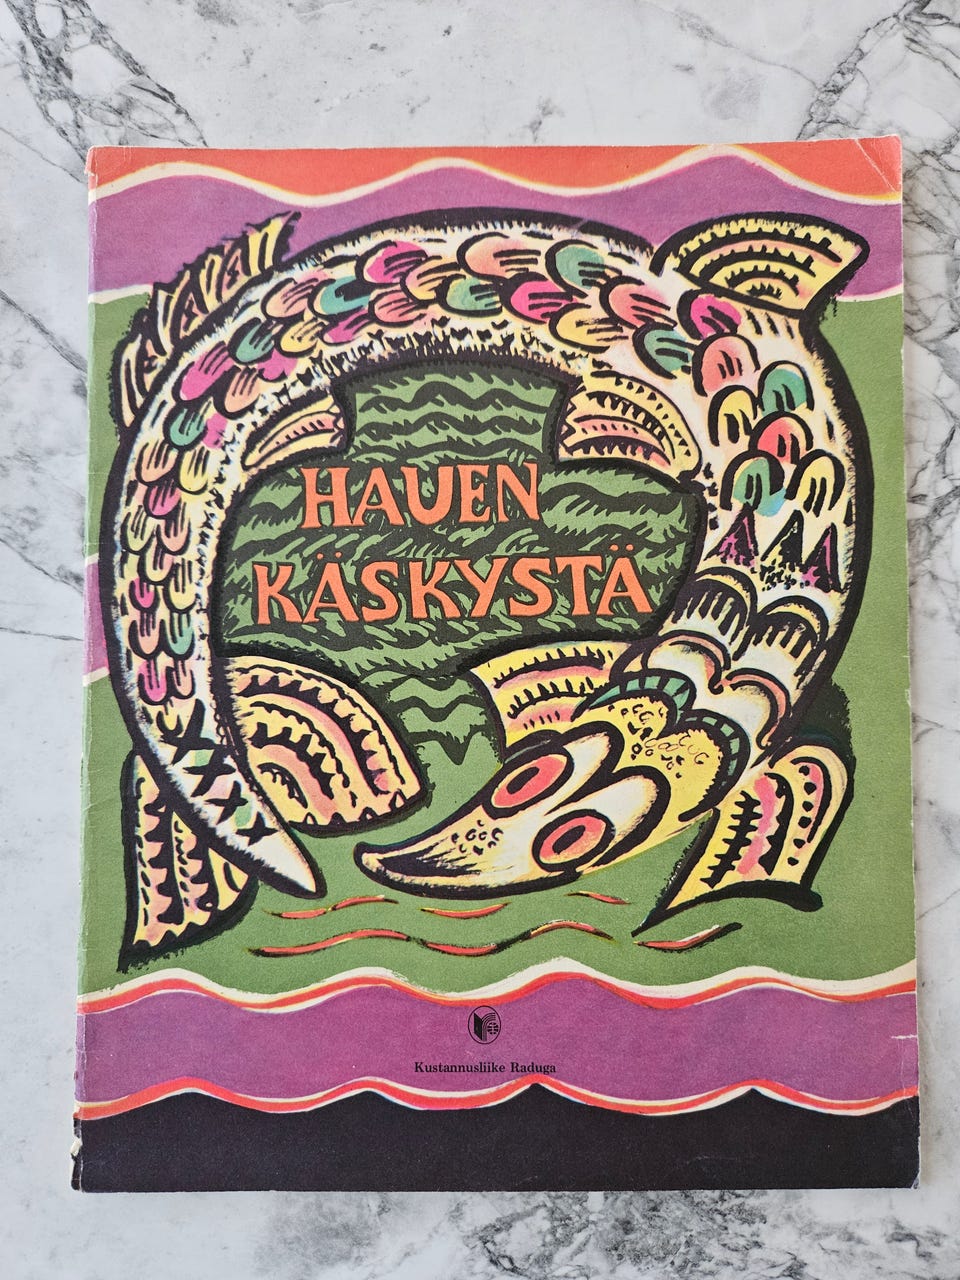 HAUEN
KÄSKYSTÄ
Kustannusliike Raduga